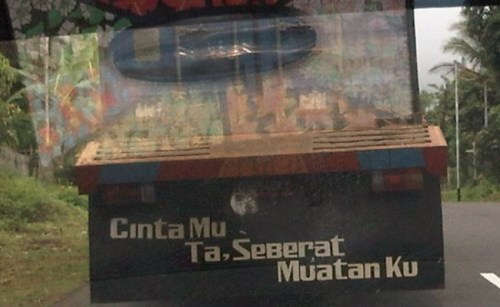 Cinta Mu
Ta, Seberat
Muatan Ku